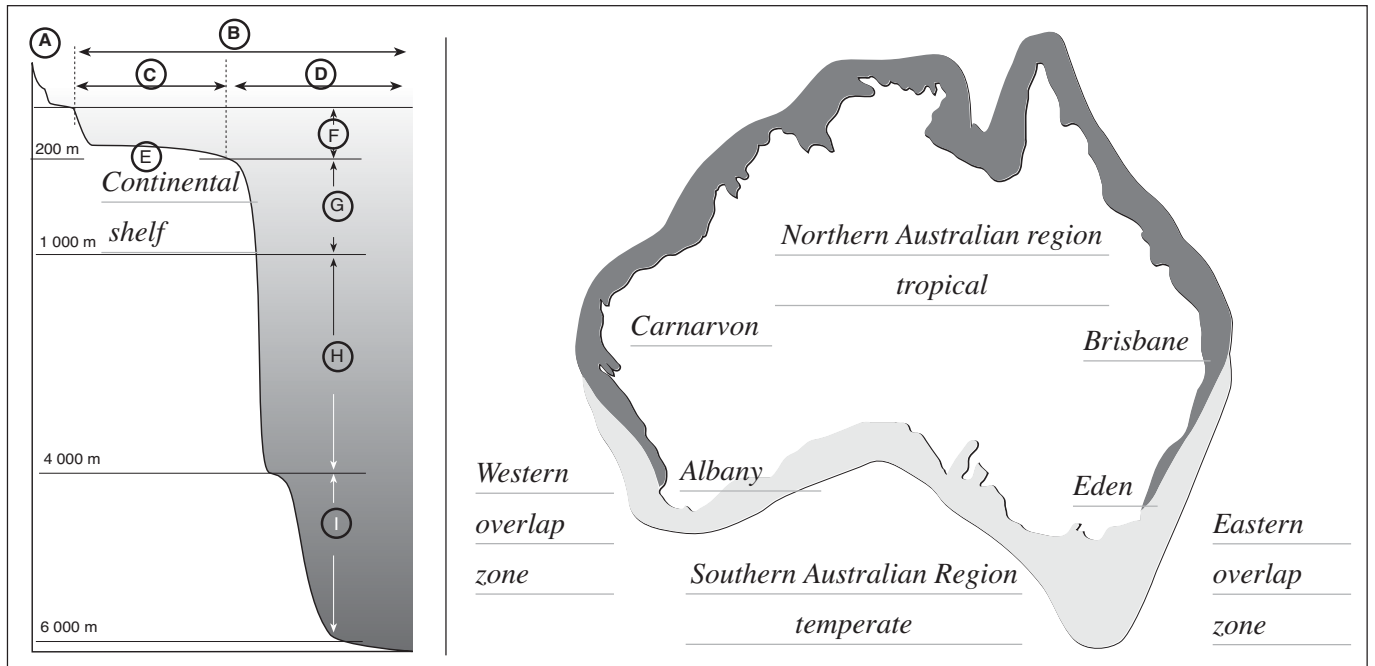 A
B
C
D
F
200 m
E
Continental
G
shelf
1 000 m
H
4 000 m
I
6 000 m
Northern Australian region
tropical
Carnarvon
Brisbane
Western
overlap
zone
Albany
Eden
Eastern
overlap
zone
Southern Australian Region
temperate